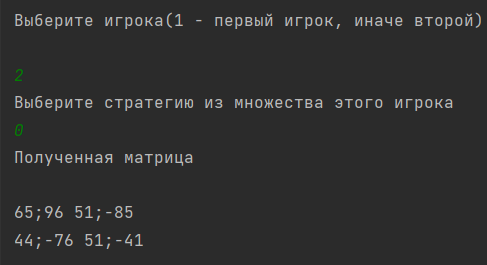 Выберите игрока(1 - первый игрок, иначе второй)
2
Выберите стратегию из множества этого игрока
0
Полученная матрица
65;96 51;-85
44;-76 51;-41